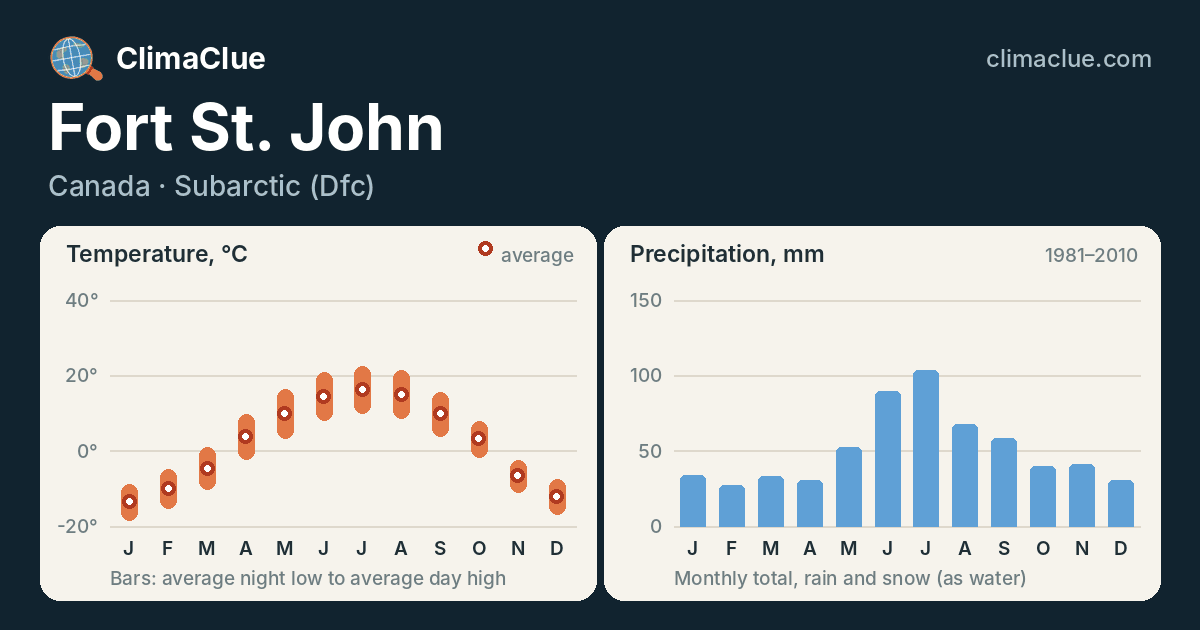 ClimaClue
climaclue.com
Fort St. John
Canada · Subarctic (Dfc)
Temperature, °C
average
40°
20°
0°
-20°
J F M A M J J A S O N D
Bars: average night low to average day high
Precipitation, mm
1981–2010
150
100
50
0
J F M A M J J A S O N D
Monthly total, rain and snow (as water)